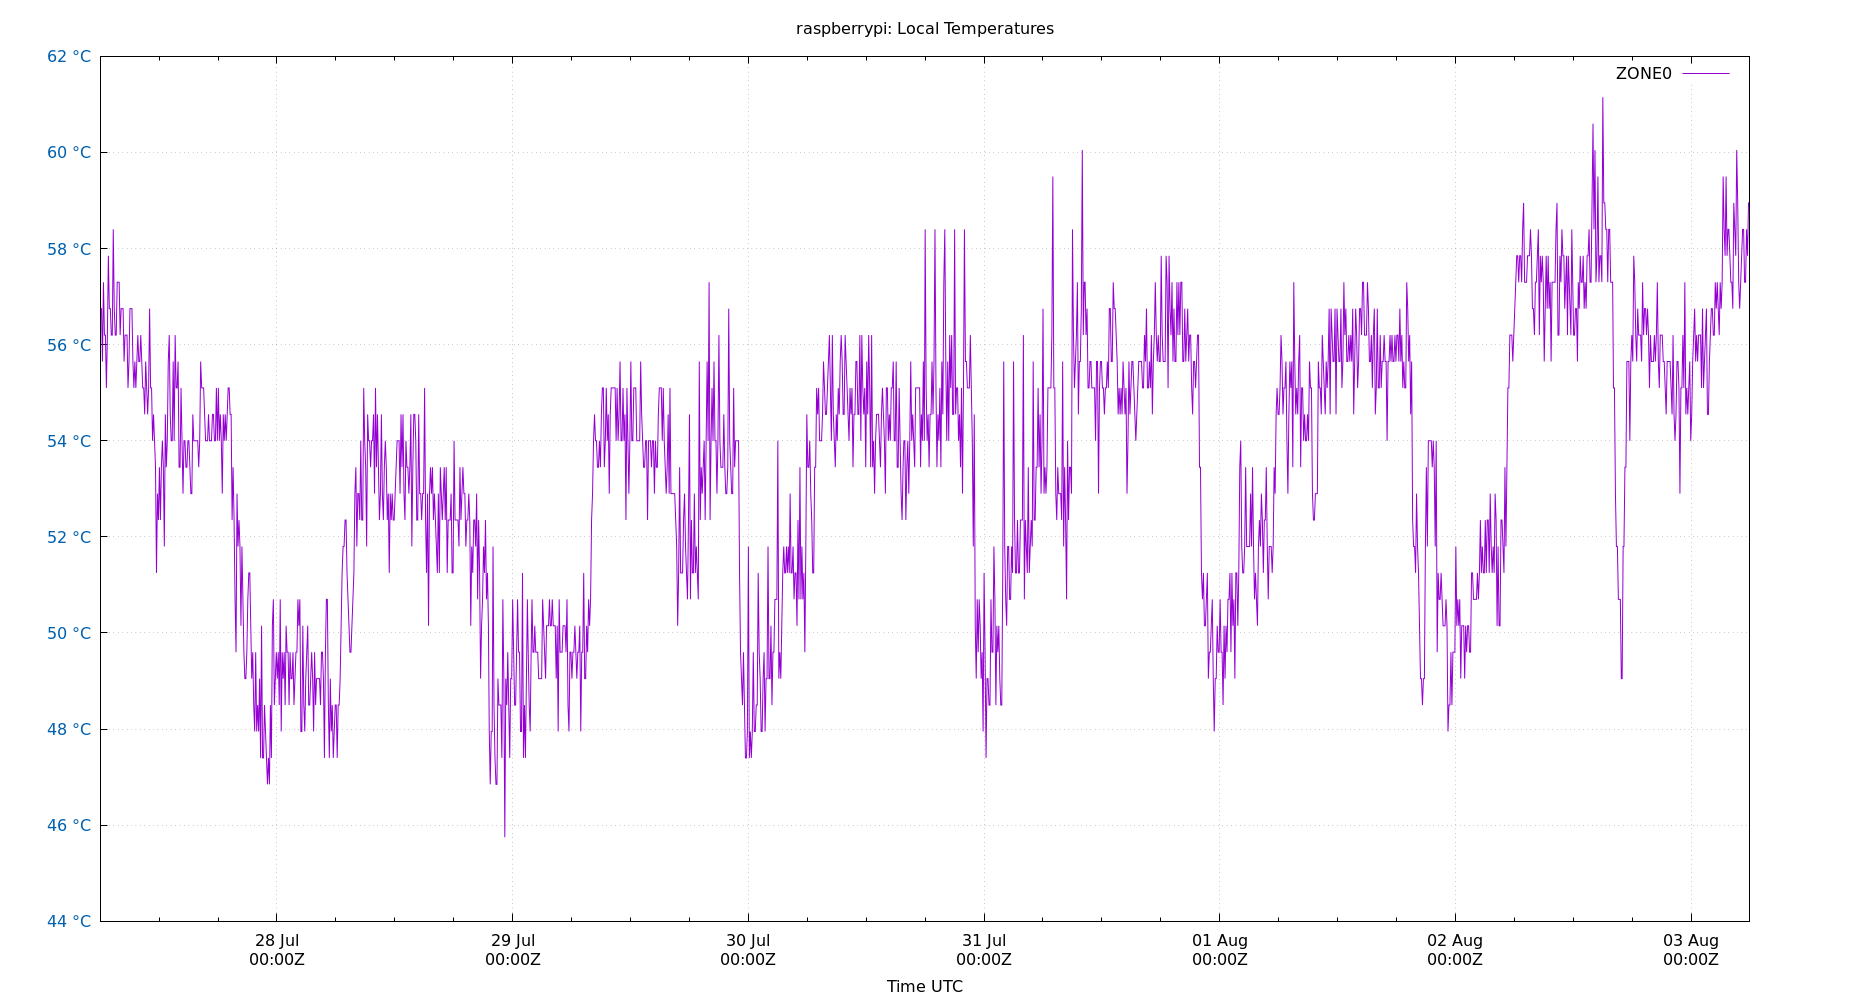 raspberrypi: Local Temperatures
62 °C
ZONE0
60 °C
58 °C
56 °C
54 °C
52 °C
50 °C
48 °C
46 °C
44 °C
28 Jul 29 Jul 30 Jul 31 Jul 01 Aug 02 Aug 03 Aug
00:00Z 00:00Z 00:00Z 00:00Z 00:00Z 00:00Z 00:00Z
Time UTC